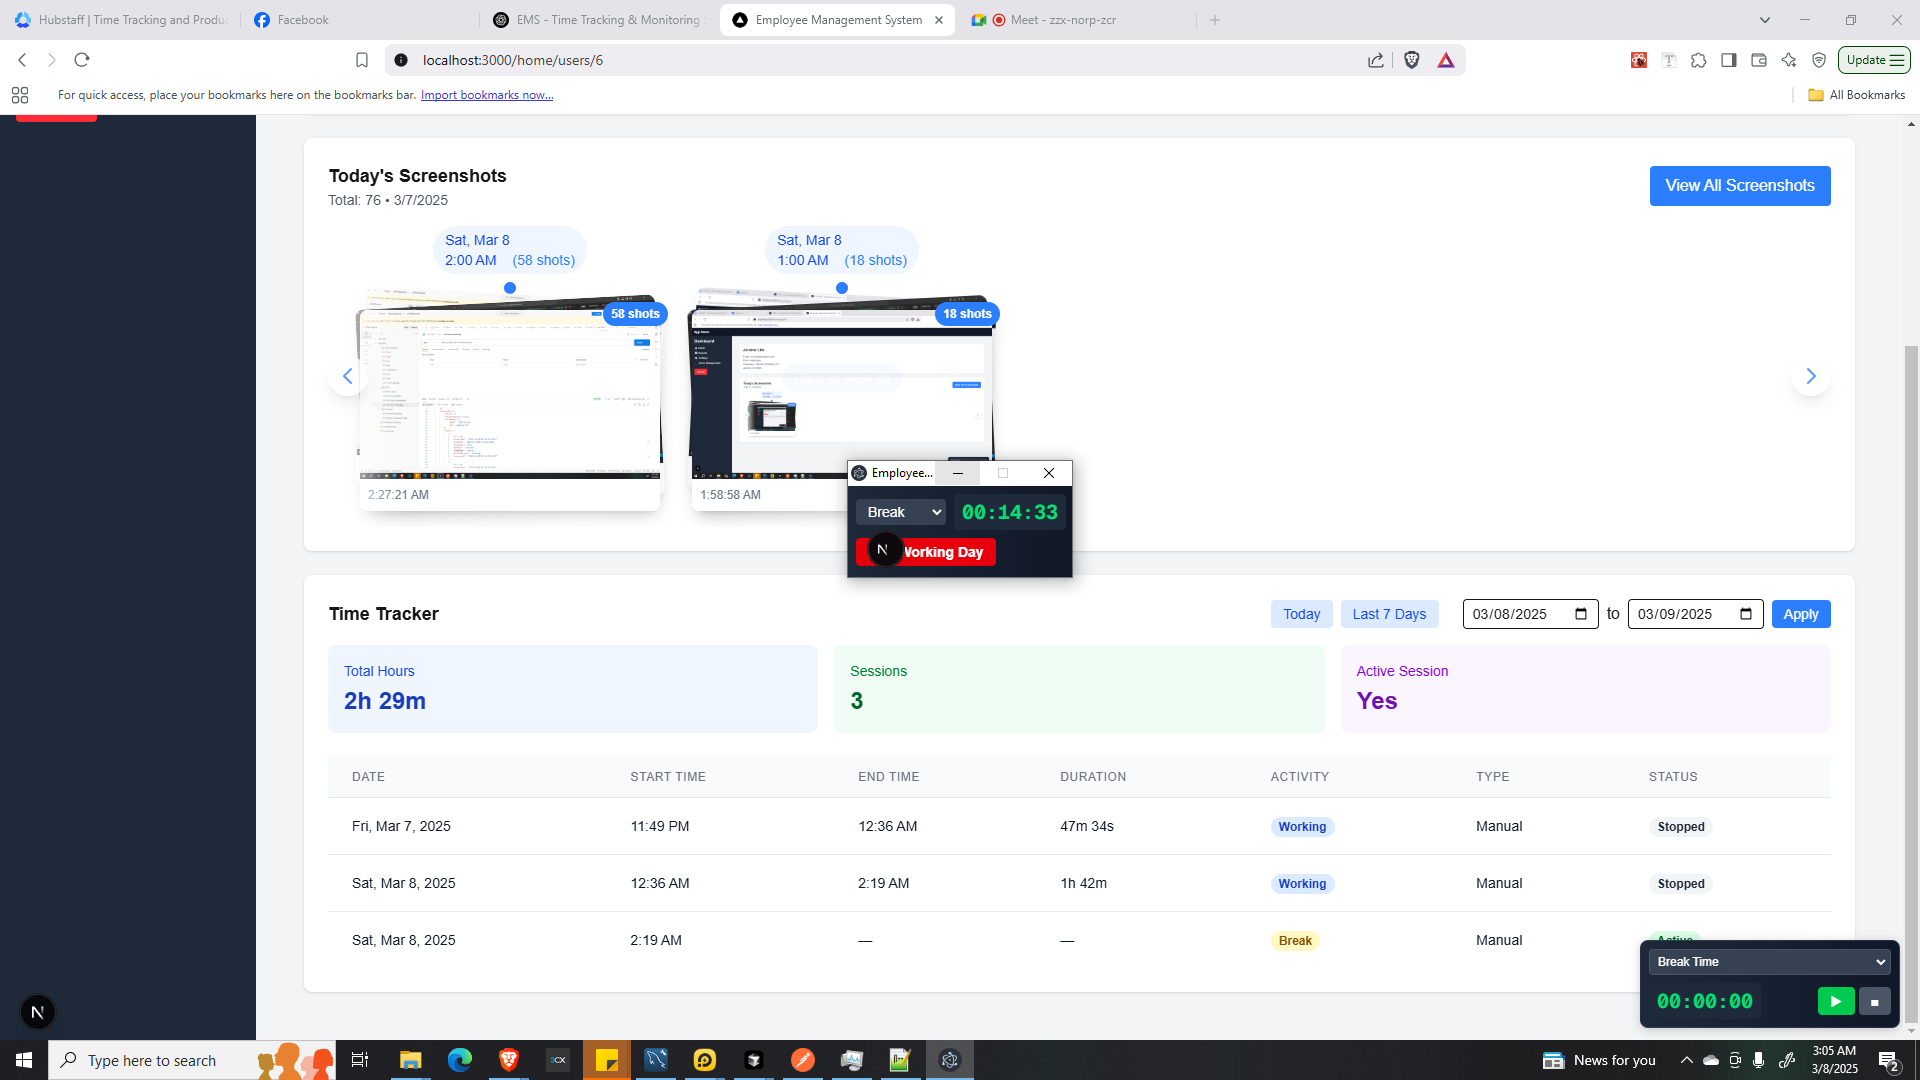 Hubstaff | Time Tracking and Produ
Facebook
EMS - Time Tracking & Monitoring
Employee Management System
Meet - zzx-norp-zcr
localhost:3000/home/users/6
Update
For quick access, place your bookmarks here on the bookmarks bar. Import bookmarks now...
All Bookmarks
Today's Screenshots
Total: 76 • 3/7/2025
View All Screenshots
Sat, Mar 8
2:00 AM (58 shots)
58 shots
2:27:21 AM
Sat, Mar 8
1:00 AM (18 shots)
18 shots
1:58:58 AM
Employee...
Break
00:14:33
N
Working Day
Time Tracker
Today
Last 7 Days
03/08/2025 to 03/09/2025
Apply
Total Hours
2h 29m
Sessions
3
Active Session
Yes
DATE START TIME END TIME DURATION ACTIVITY TYPE STATUS
Fri, Mar 7, 2025 11:49 PM 12:36 AM 47m 34s Working Manual Stopped
Sat, Mar 8, 2025 12:36 AM 2:19 AM 1h 42m Working Manual Stopped
Sat, Mar 8, 2025 2:19 AM — — Break Manual Active
Break Time
00:00:00
N
Type here to search
3CX
News for you
3:05 AM
3/8/2025
2